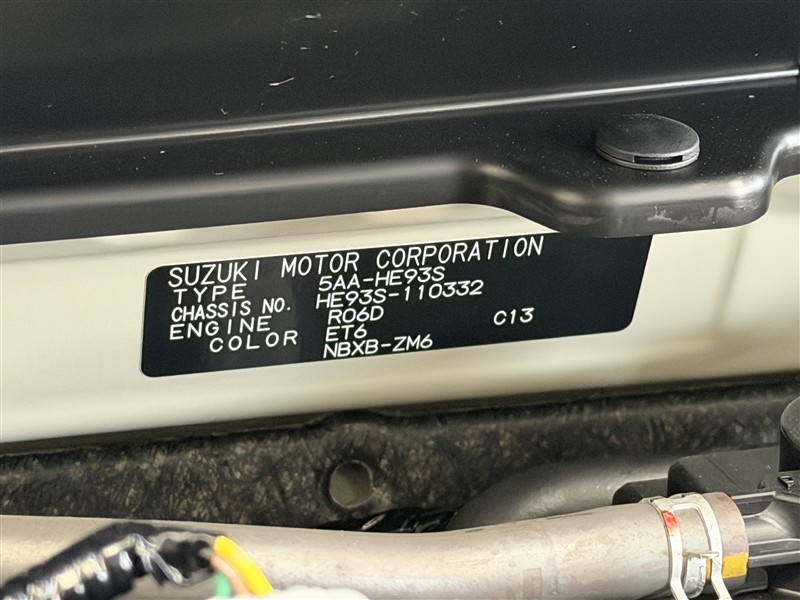 SUZUKI MOTOR CORPORATION
TYPE 5AA-HE93S
CHASSIS NO. HE93S-110332
ENGINE R06D C13
COLOR ET6
NBXB-ZM6